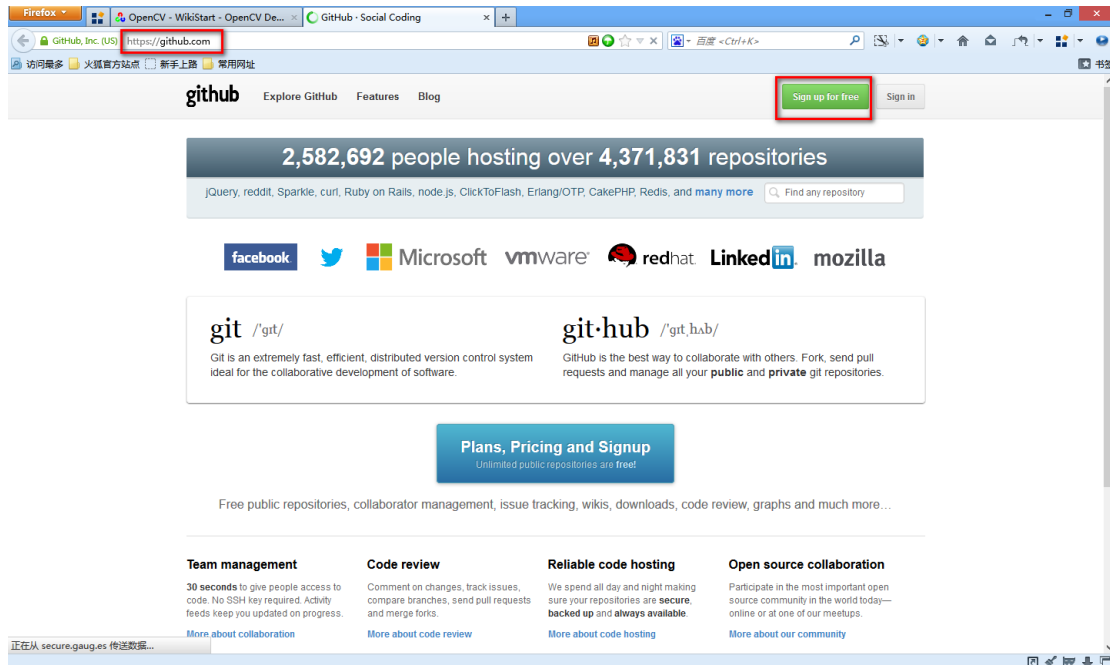 Firefox
OpenCV - WikiStart - OpenCV De...
GitHub · Social Coding
GitHub, Inc. (US)
https://github.com
百度 <Ctrl+K>
访问最多 火狐官方站点 新手上路 常用网址
书签
github
Explore GitHub Features Blog
Sign up for free
Sign in
2,582,692 people hosting over 4,371,831 repositories
jQuery, reddit, Sparkle, curl, Ruby on Rails, node.js, ClickToFlash, Erlang/OTP, CakePHP, Redis, and many more
Find any repository
facebook. Microsoft vmware redhat. Linked in. mozilla
git /'gɪt/
Git is an extremely fast, efficient, distributed version control system
ideal for the collaborative development of software.
git·hub /'gɪt,hʌb/
GitHub is the best way to collaborate with others. Fork, send pull
requests and manage all your public and private git repositories.
Plans, Pricing and Signup
Unlimited public repositories are free!
Free public repositories, collaborator management, issue tracking, wikis, downloads, code review, graphs and much more…
Team management
30 seconds to give people access to
code. No SSH key required. Activity
feeds keep you updated on progress.
More about collaboration
Code review
Comment on changes, track issues,
compare branches, send pull requests
and merge forks.
More about code review
Reliable code hosting
We spend all day and night making
sure your repositories are secure,
backed up and always available.
More about code hosting
Open source collaboration
Participate in the most important open
source community in the world today—
online or at one of our meetups.
More about our community
正在从 secure.gaug.es 传送数据...